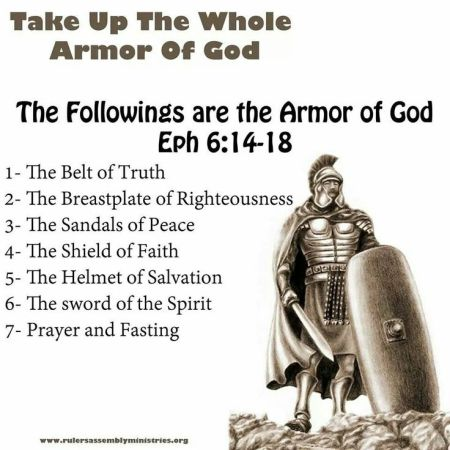 Take Up The Whole
Armor Of God
The Followings are the Armor of God
Eph 6:14-18
1- The Belt of Truth
2- The Breastplate of Righteousness
3- The Sandals of Peace
4- The Shield of Faith
5- The Helmet of Salvation
6- The sword of the Spirit
7- Prayer and Fasting
www.rulersassemblyministries.org